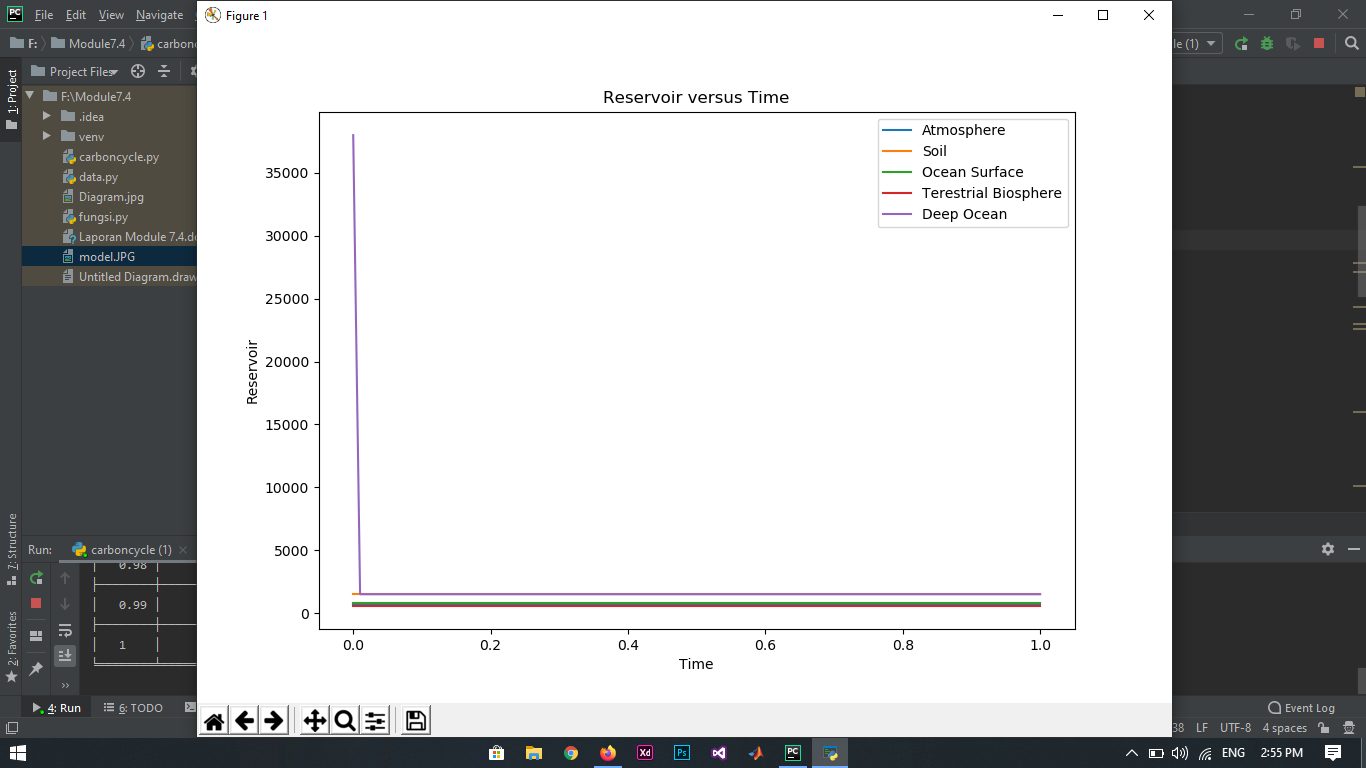 PC File Edit View Navigate
Figure 1
F: Module7.4 carbonc
le (1)
1: Project
Project Files
F:\Module7.4
.idea
venv
carboncycle.py
data.py
Diagram.jpg
fungsi.py
Laporan Module 7.4.do
model.JPG
Untitled Diagram.draw
Reservoir versus Time
Atmosphere
Soil
Ocean Surface
Terestrial Biosphere
Deep Ocean
35000
30000
25000
20000
15000
10000
5000
0
Reservoir
0.0 0.2 0.4 0.6 0.8 1.0
Time
7: Structure
2: Favorites
Run: carboncycle (1)
0.98
0.99
1
4: Run 6: TODO
Event Log
38 LF UTF-8 4 spaces
Xd Ps PC
ENG 2:55 PM